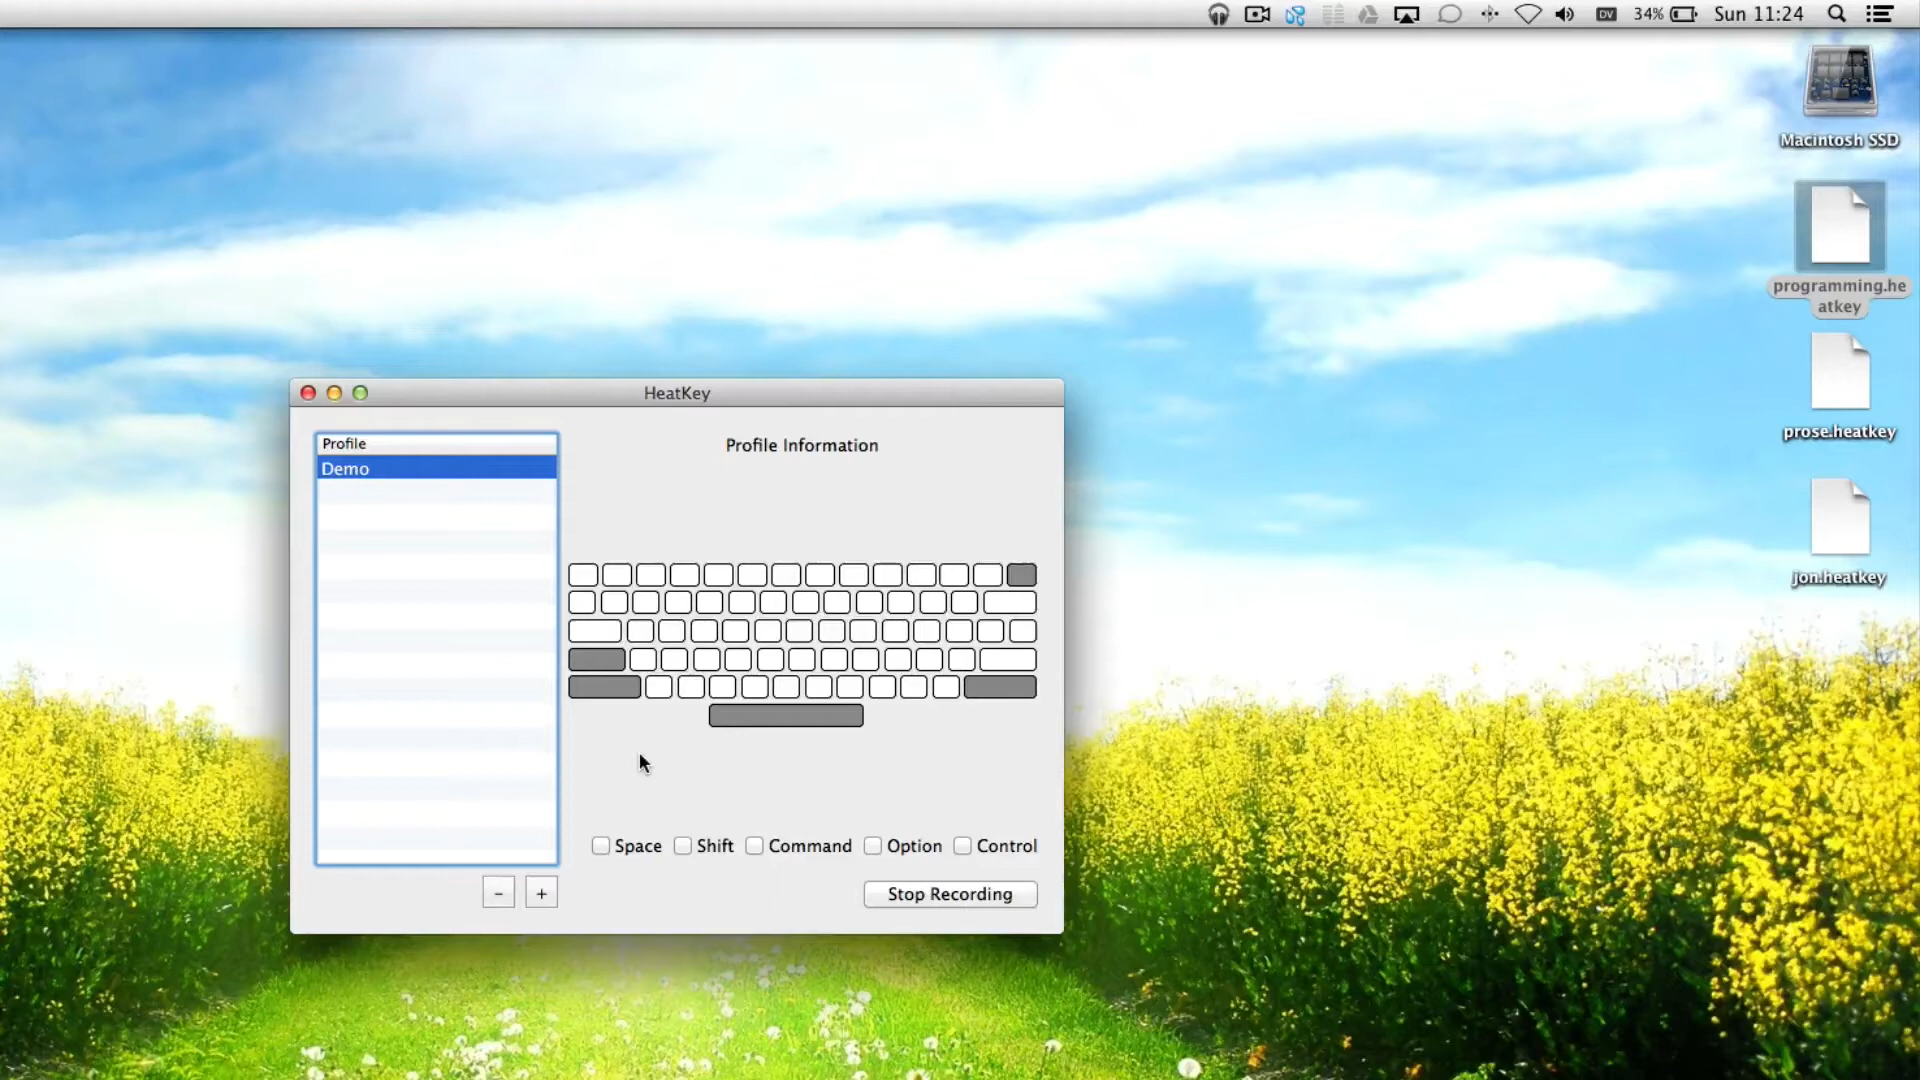 DV 34% Sun 11:24
Macintosh SSD
programming.he
atkey
prose.heatkey
jon.heatkey
HeatKey
Profile
Profile Information
Demo
Space Shift Command Option Control
- +
Stop Recording